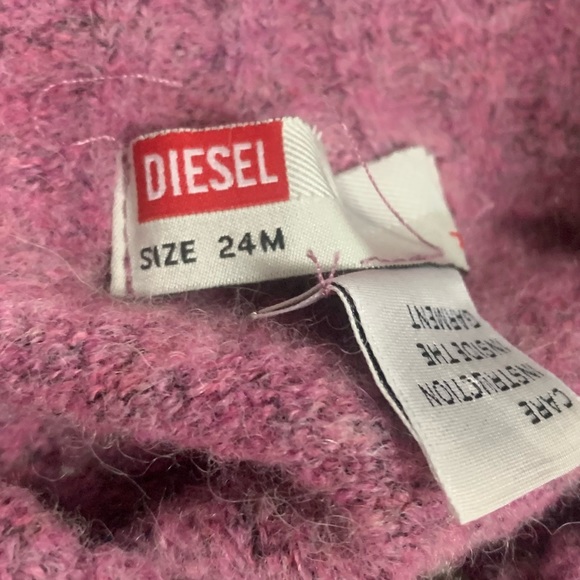 DIESEL
SIZE 24M
CARE
INSTRUCTION
INSIDE THE
GARMENT